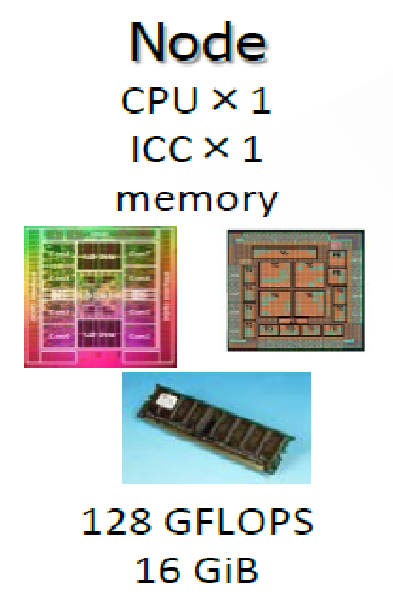 Node
CPU × 1
ICC × 1
memory
128 GFLOPS
16 GiB